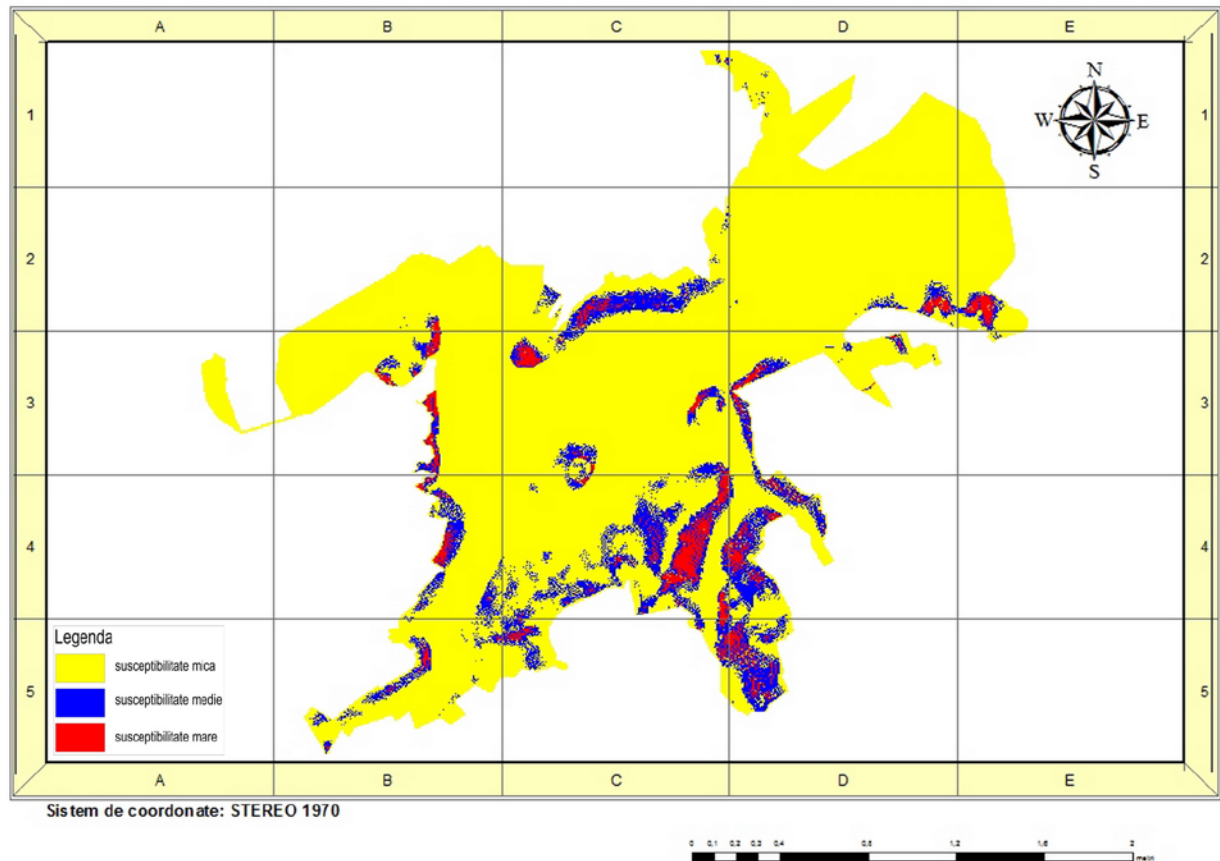 A B C D E
N
W E
S
1 1
2 2
3 3
4 4
5 5
Legenda
susceptibilitate mica
susceptibilitate medie
susceptibilitate mare
A B C D E
Sistem de coordonate: STEREO 1970
0 0,1 0,2 0,3 0,4 0,8 1,2 1,6 2